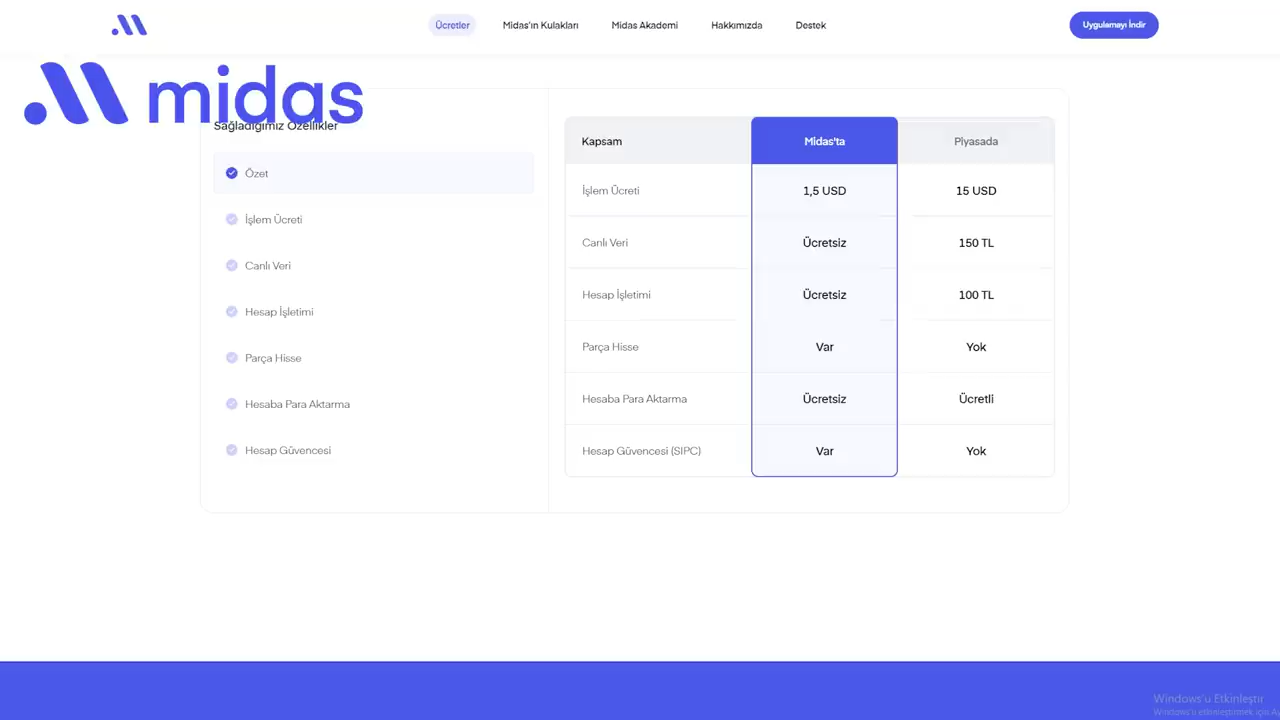 Ücretler Midas'ın Kulakları Midas Akademi Hakkımızda Destek Uygulamayı İndir
midas
Sağladığımız Özellikler
Özet
İşlem Ücreti
Canlı Veri
Hesap İşletimi
Parça Hisse
Hesaba Para Aktarma
Hesap Güvencesi
Kapsam Midas'ta Piyasada
İşlem Ücreti 1,5 USD 15 USD
Canlı Veri Ücretsiz 150 TL
Hesap İşletimi Ücretsiz 100 TL
Parça Hisse Var Yok
Hesaba Para Aktarma Ücretsiz Ücretli
Hesap Güvencesi (SIPC) Var Yok
Windows'u Etkinleştir
Windows'u etkinleştirmek için